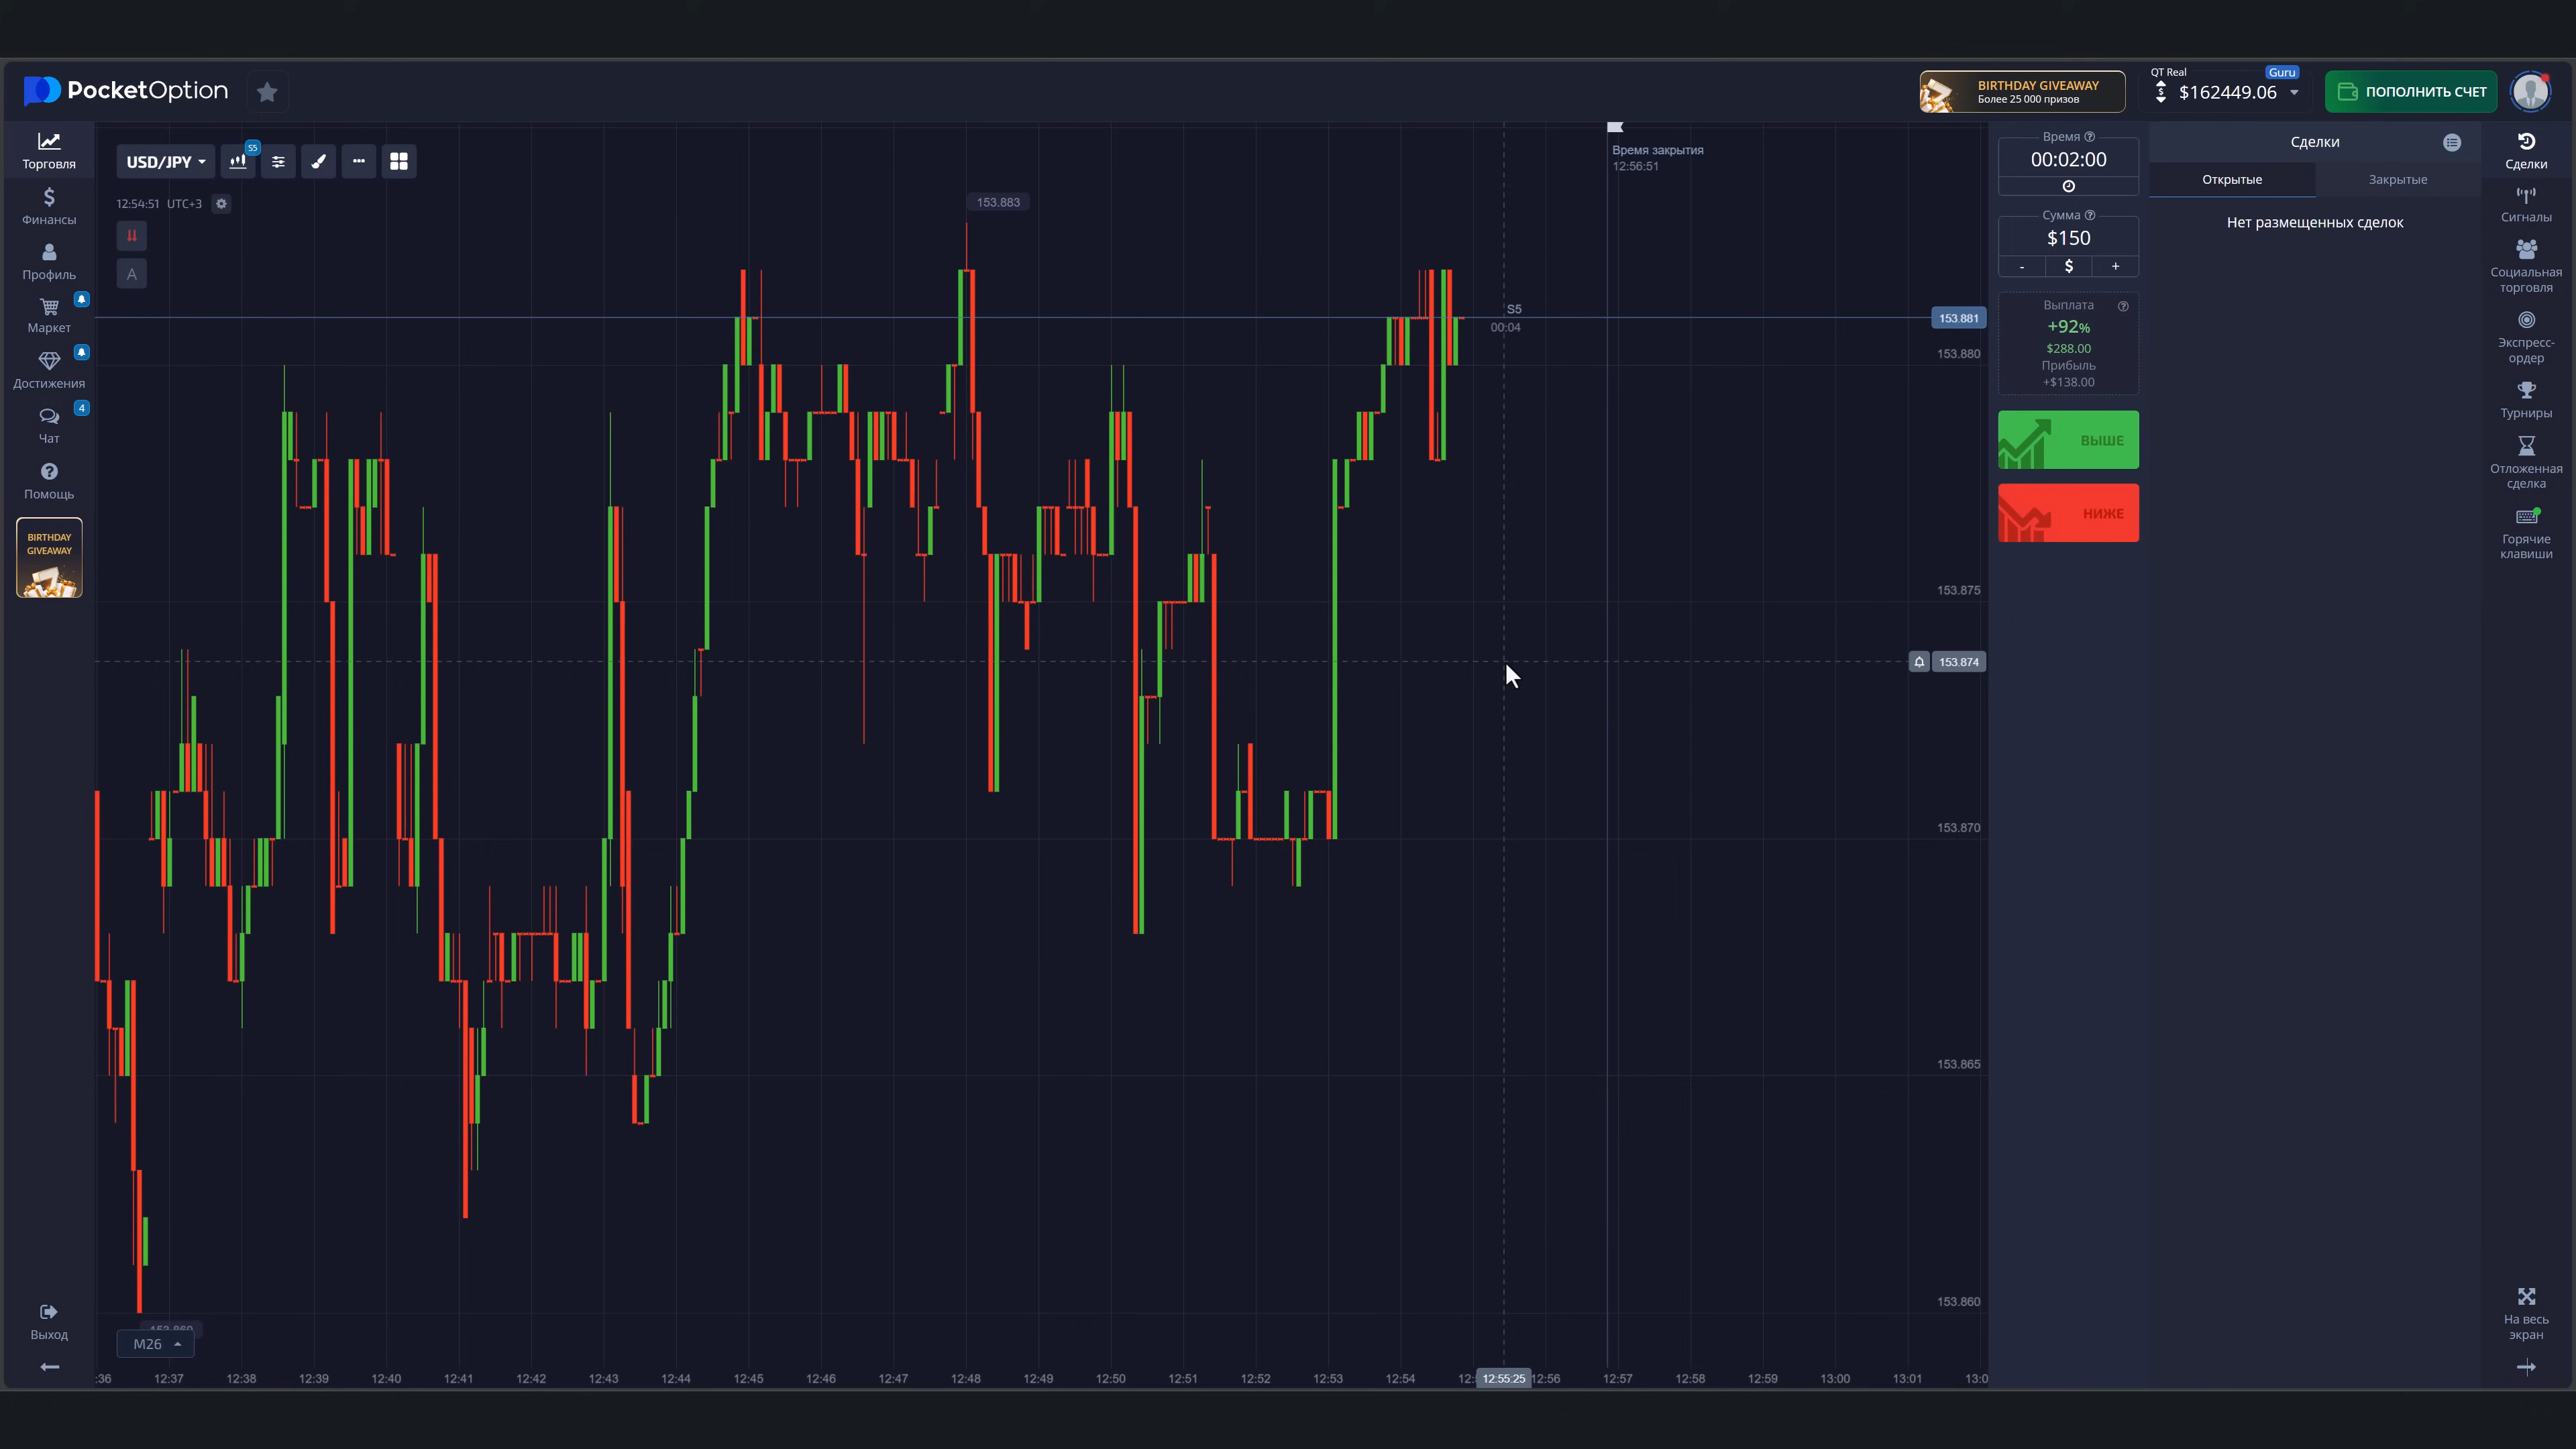 PocketOption
BIRTHDAY GIVEAWAY
Более 25 000 призов
QT Real
Guru
$162449.06
ПОПОЛНИТЬ СЧЕТ
Торговля
Финансы
Профиль
Маркет
Достижения
4
Чат
Помощь
BIRTHDAY
GIVEAWAY
Выход
USD/JPY
S5
12:54:51 UTC+3
A
153.883
Время закрытия
12:56:51
S5
00:04
153.881
153.880
153.875
153.874
153.870
153.865
153.860
M26
:36
12:37
12:38
12:39
12:40
12:41
12:42
12:43
12:44
12:45
12:46
12:47
12:48
12:49
12:50
12:51
12:52
12:53
12:54
12:55:25
12:56
12:57
12:58
12:59
13:00
13:01
13:0
Время
00:02:00
Сумма
$150
- $ +
Выплата
+92%
$288.00
Прибыль
+$138.00
ВЫШЕ
НИЖЕ
Сделки
Открытые
Закрытые
Нет размещенных сделок
Сделки
Сигналы
Социальная
торговля
Экспресс-
ордер
Турниры
Отложенная
сделка
Горячие
клавиши
На весь
экран